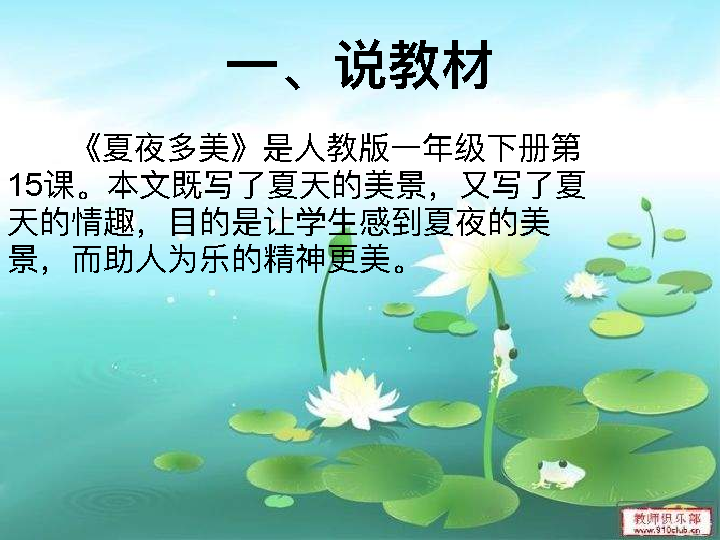 一、说教材
《夏夜多美》是人教版一年级下册第
15课。本文既写了夏天的美景，又写了夏
天的情趣，目的是让学生感到夏夜的美
景，而助人为乐的精神更美。
教师俱乐部
www.910club.cn